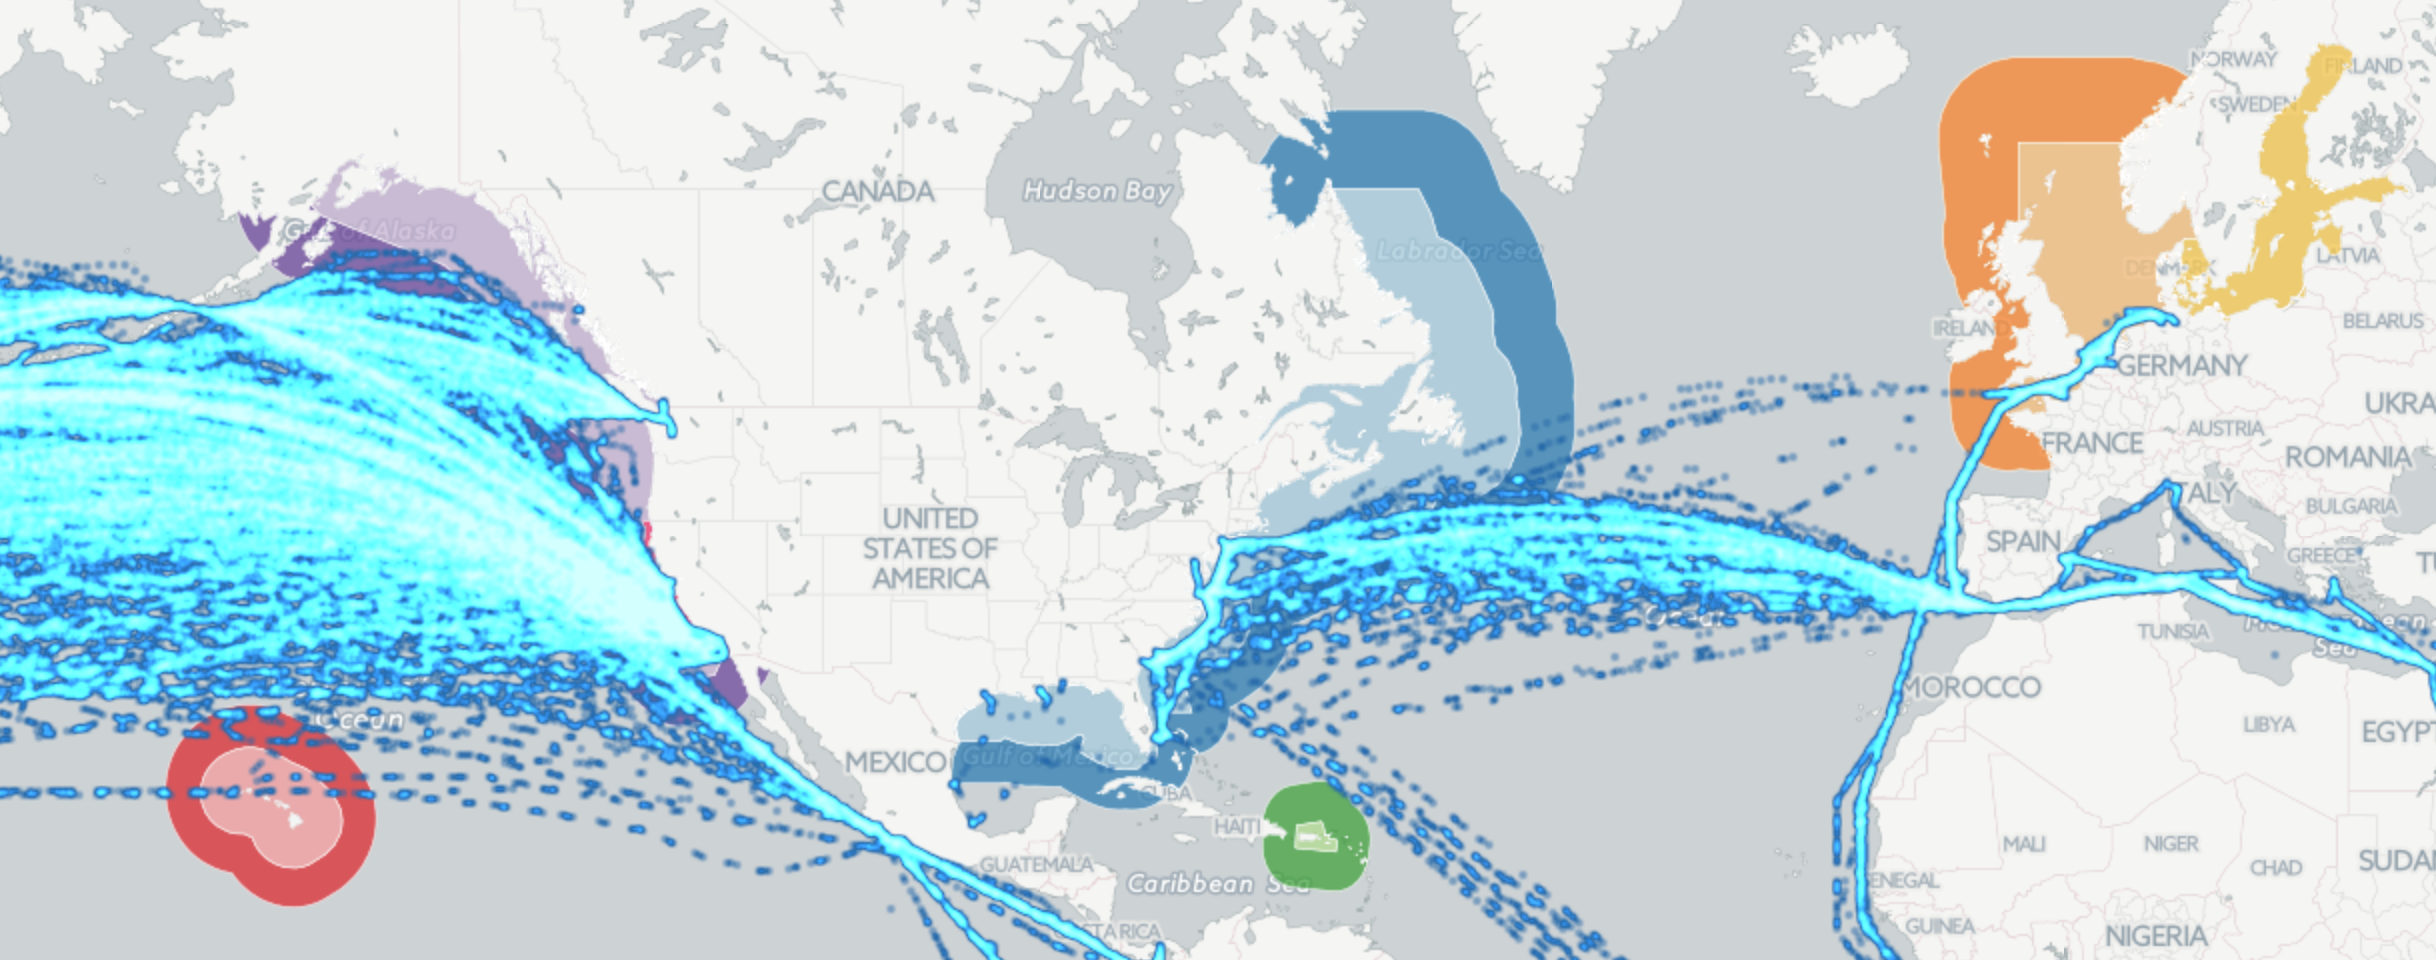 NORWAY
FINLAND
SWEDEN
CANADA
Hudson Bay
Gulf of Alaska
Labrador Sea
LATVIA
DENMARK
IRELAND
BELARUS
GERMANY
UKRA
FRANCE
AUSTRIA
ROMANIA
ITALY
BULGARIA
UNITED
STATES OF
AMERICA
SPAIN
GREECE
TU
Ocean
TUNISIA
Sea
MOROCCO
Ocean
LIBYA
EGYP
MEXICO
Gulf of Mexico
CUBA
HAITI
MALI
NIGER
CHAD
SUDA
GUATEMALA
Caribbean Sea
SENEGAL
GUINEA
COSTA RICA
NIGERIA